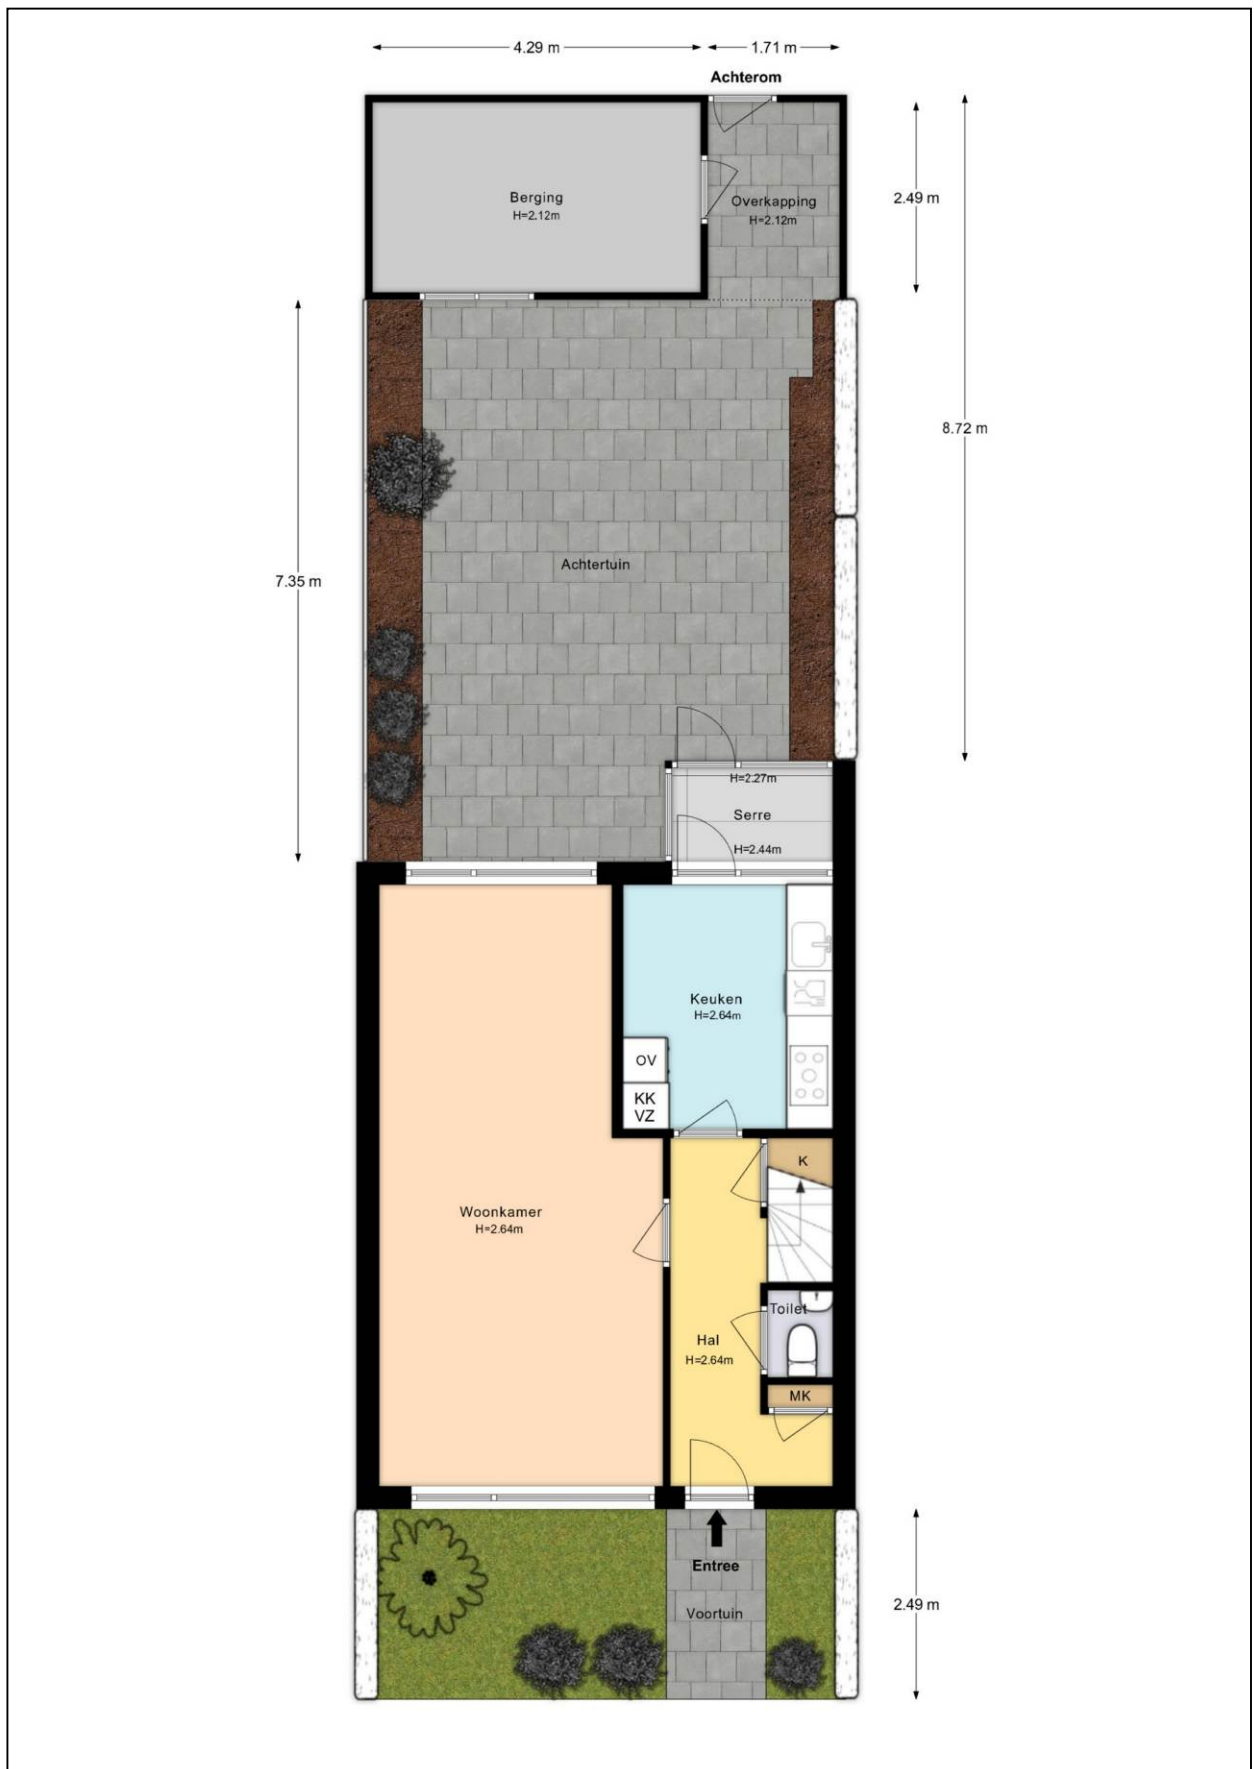 4.29 m
1.71 m
Achterom
Berging
H=2.12m
Overkapping
H=2.12m
2.49 m
8.72 m
7.35 m
Achtertuin
H=2.27m
Serre
H=2.44m
Keuken
H=2.64m
OV
KK
VZ
K
Woonkamer
H=2.64m
Toilet
Hal
H=2.64m
MK
Entree
Voortuin
2.49 m